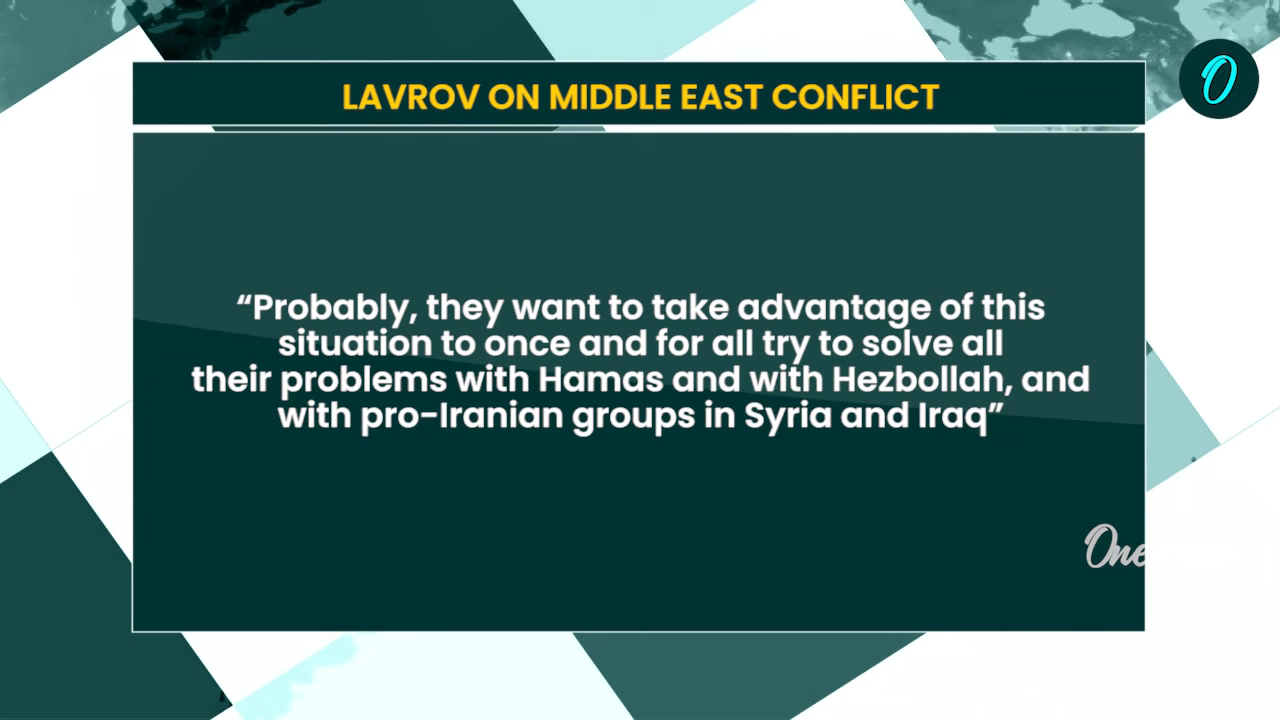 LAVROV ON MIDDLE EAST CONFLICT
O
“Probably, they want to take advantage of this
situation to once and for all try to solve all
their problems with Hamas and with Hezbollah, and
with pro-Iranian groups in Syria and Iraq”
One